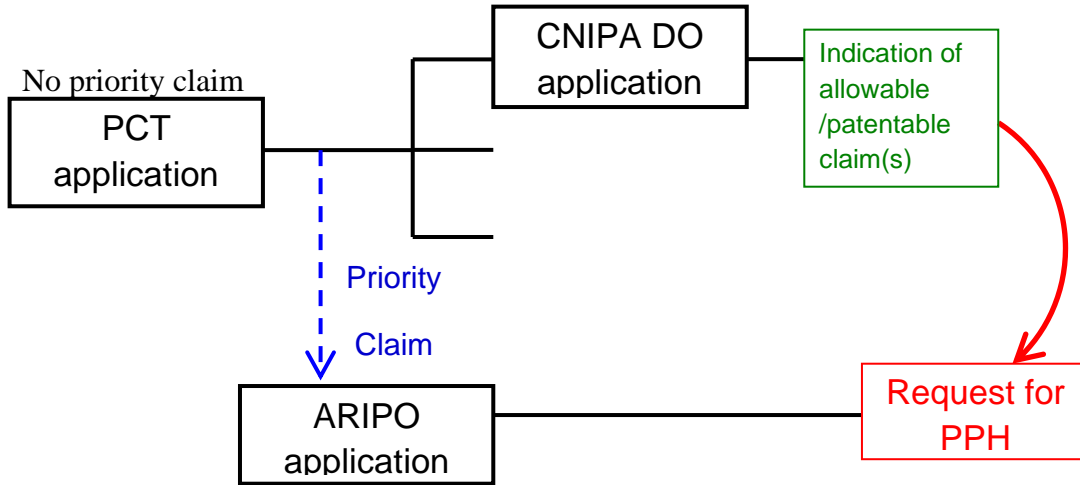 No priority claim
PCT
application
CNIPA DO
application
Indication of
allowable
/patentable
claim(s)
Priority
Claim
ARIPO
application
Request for
PPH